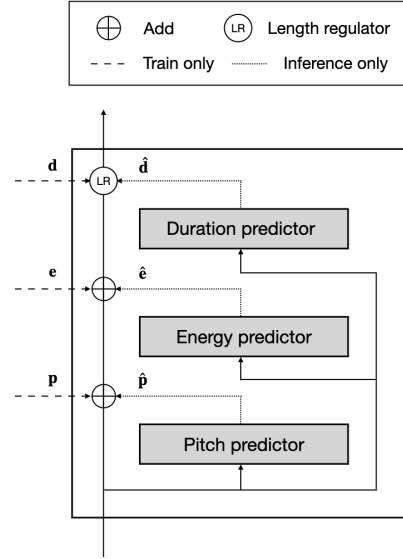 Add
LR Length regulator
Train only
Inference only
d
d̂
LR
Duration predictor
e
ê
Energy predictor
p
p̂
Pitch predictor